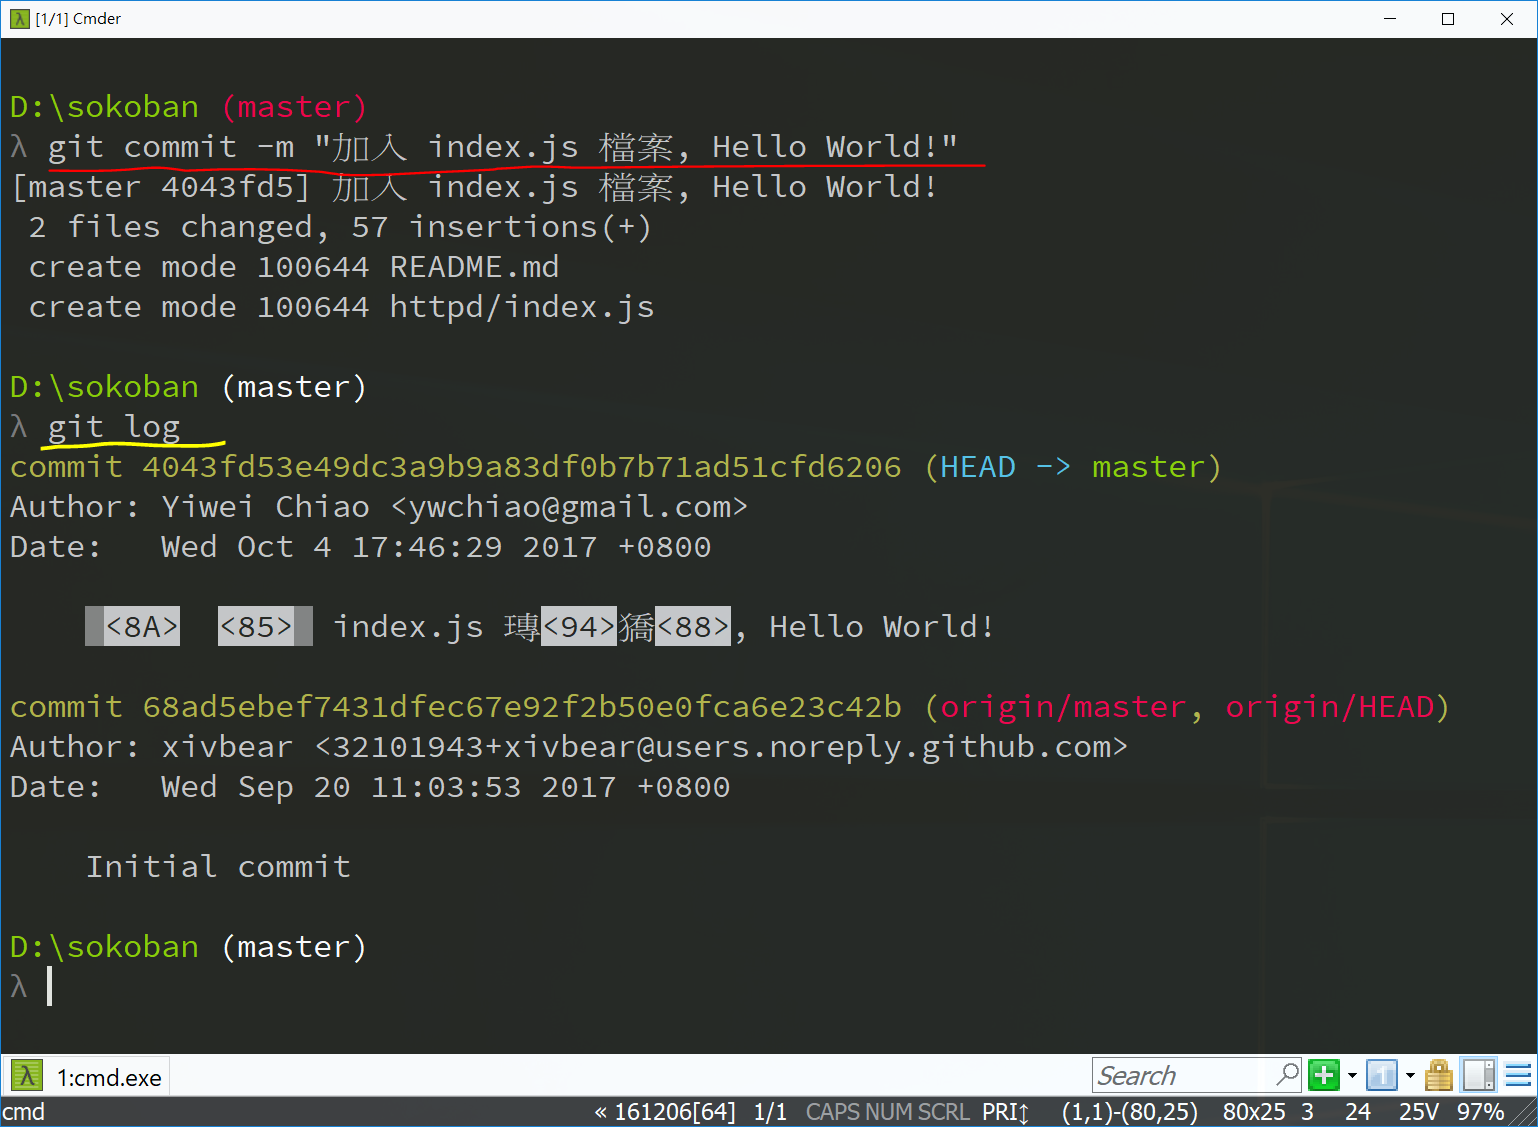 [1/1] Cmder
D:\sokoban (master)
λ git commit -m "加入 index.js 檔案, Hello World!"
[master 4043fd5] 加入 index.js 檔案, Hello World!
 2 files changed, 57 insertions(+)
 create mode 100644 README.md
 create mode 100644 httpd/index.js
D:\sokoban (master)
λ git log
commit 4043fd53e49dc3a9b9a83df0b7b71ad51cfd6206 (HEAD -> master)
Author: Yiwei Chiao <ywchiao@gmail.com>
Date:   Wed Oct 4 17:46:29 2017 +0800
<8A> <85> index.js 瑼<94>獢<88>, Hello World!
commit 68ad5ebef7431dfec67e92f2b50e0fca6e23c42b (origin/master, origin/HEAD)
Author: xivbear <32101943+xivbear@users.noreply.github.com>
Date:   Wed Sep 20 11:03:53 2017 +0800
    Initial commit
D:\sokoban (master)
λ
λ 1:cmd.exe
Search
1
cmd
« 161206[64] 1/1 CAPS NUM SCRL PRI↕ (1,1)-(80,25) 80x25 3 24 25V 97%